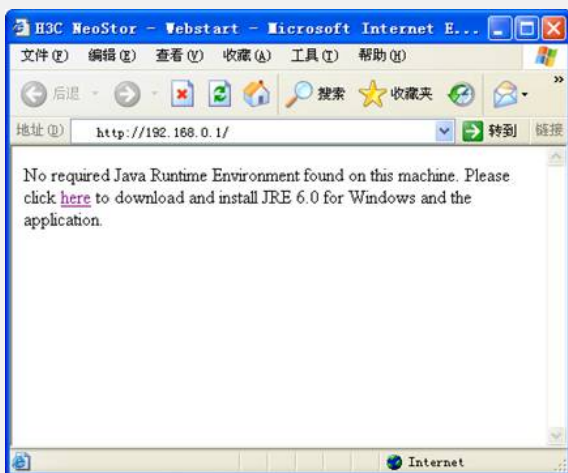 H3C NeoStor - Webstart - Microsoft Internet E...
文件(F) 编辑(E) 查看(V) 收藏(A) 工具(T) 帮助(H)
后退 搜索 收藏夹 »
地址(D) http://192.168.0.1/ 转到 链接
No required Java Runtime Environment found on this machine. Please
click here to download and install JRE 6.0 for Windows and the
application.
Internet